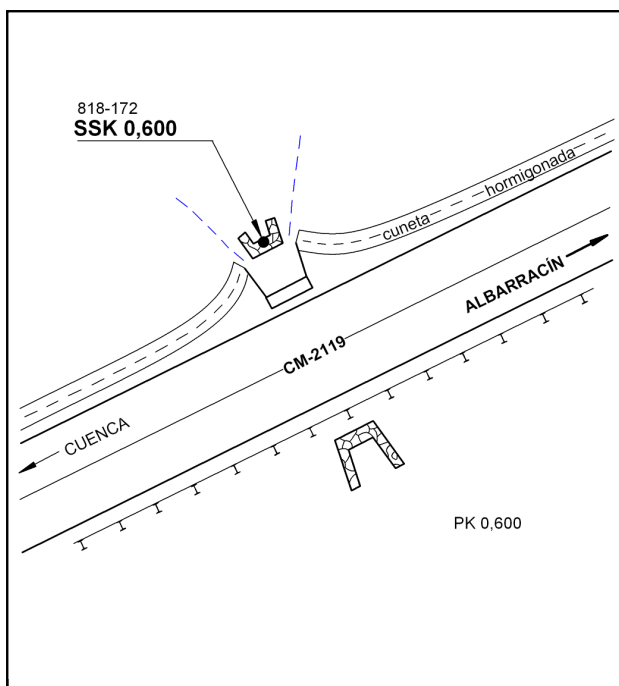 818-172
SSK 0,600
cuneta hormigonada
ALBARRACÍN
CM-2119
CUENCA
PK 0,600